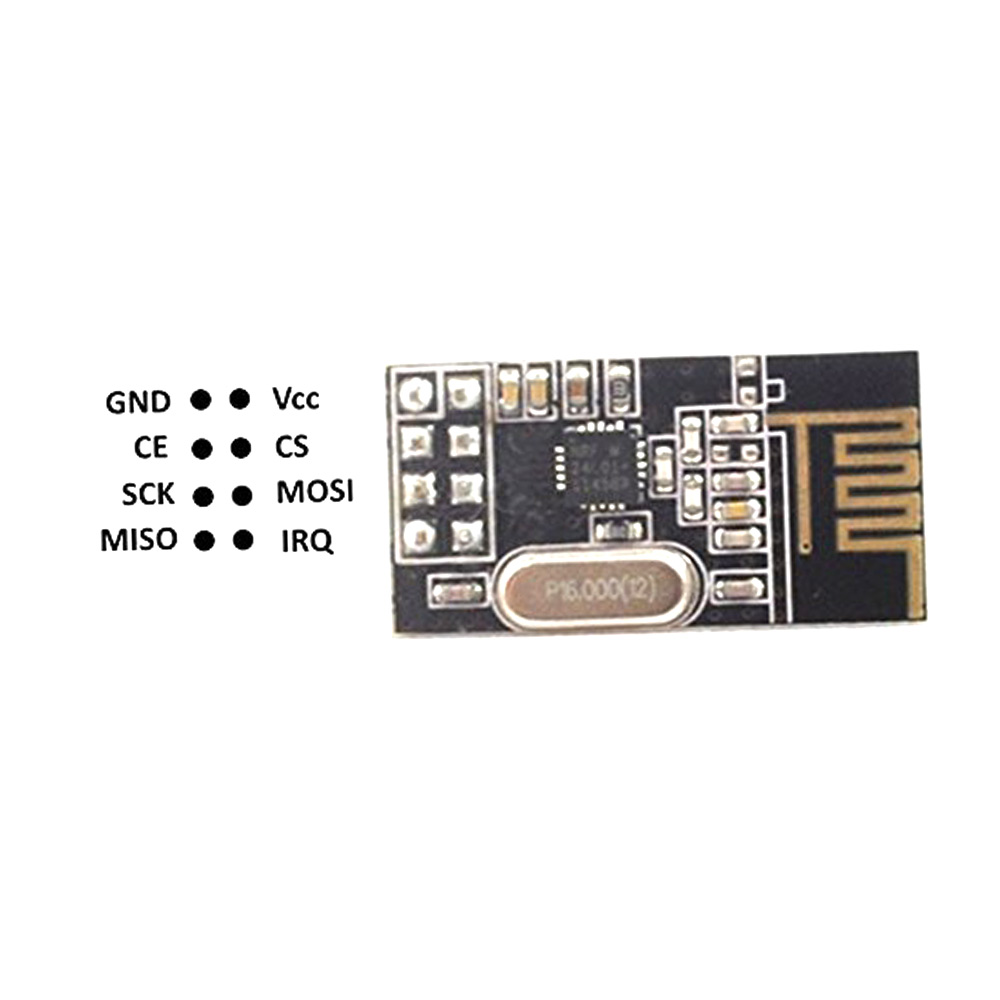 GND Vcc
CE CS
SCK MOSI
MISO IRQ
P16.000(12)